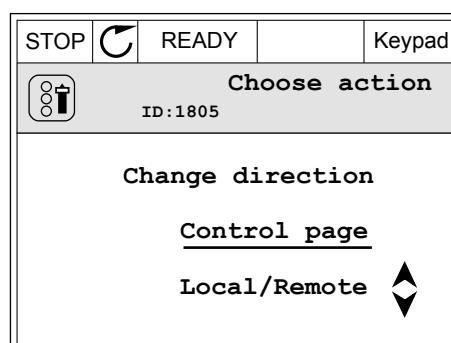 STOP READY Keypad
Choose action
ID:1805
Change direction
Control page
Local/Remote